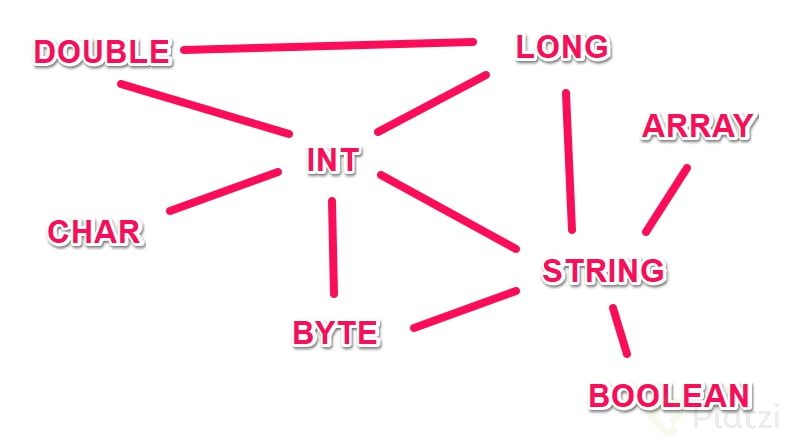 DOUBLE
LONG
ARRAY
INT
CHAR
STRING
BYTE
BOOLEAN
Platzi